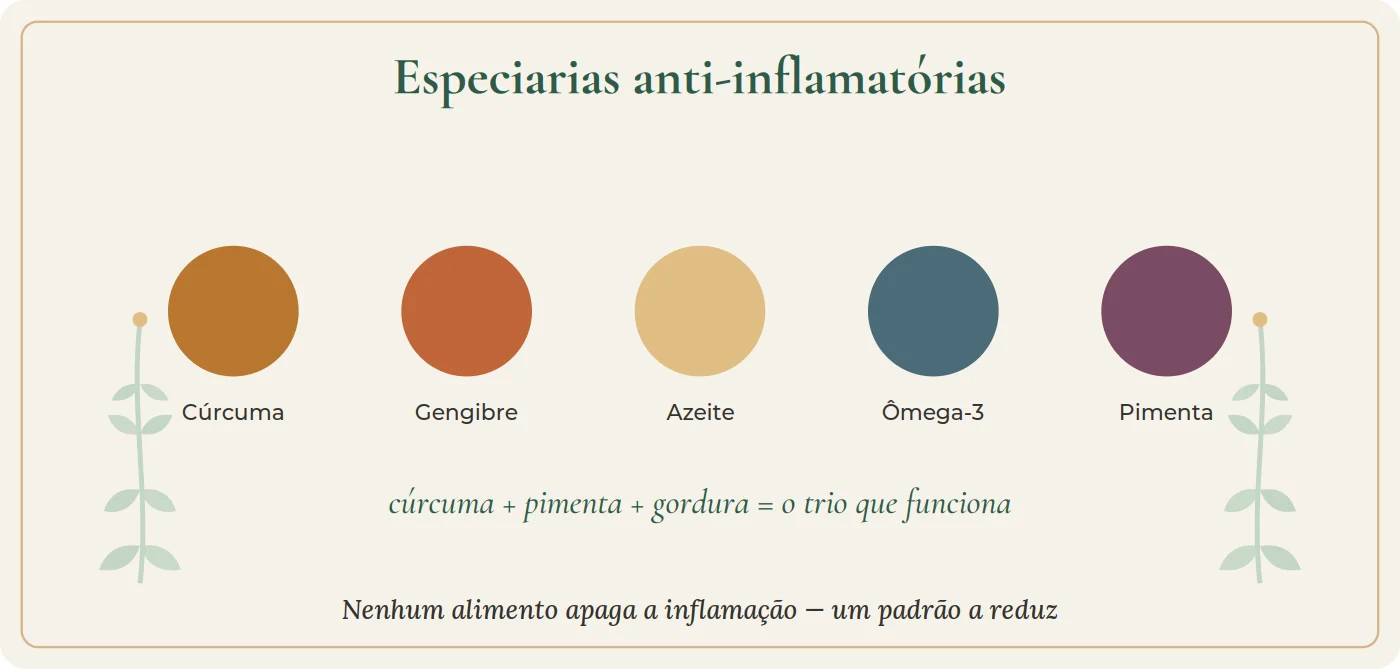 Especiarias anti-inflamatórias
Cúrcuma
Gengibre
Azeite
Ômega-3
Pimenta
cúrcuma + pimenta + gordura = o trio que funciona
Nenhum alimento apaga a inflamação — um padrão a reduz